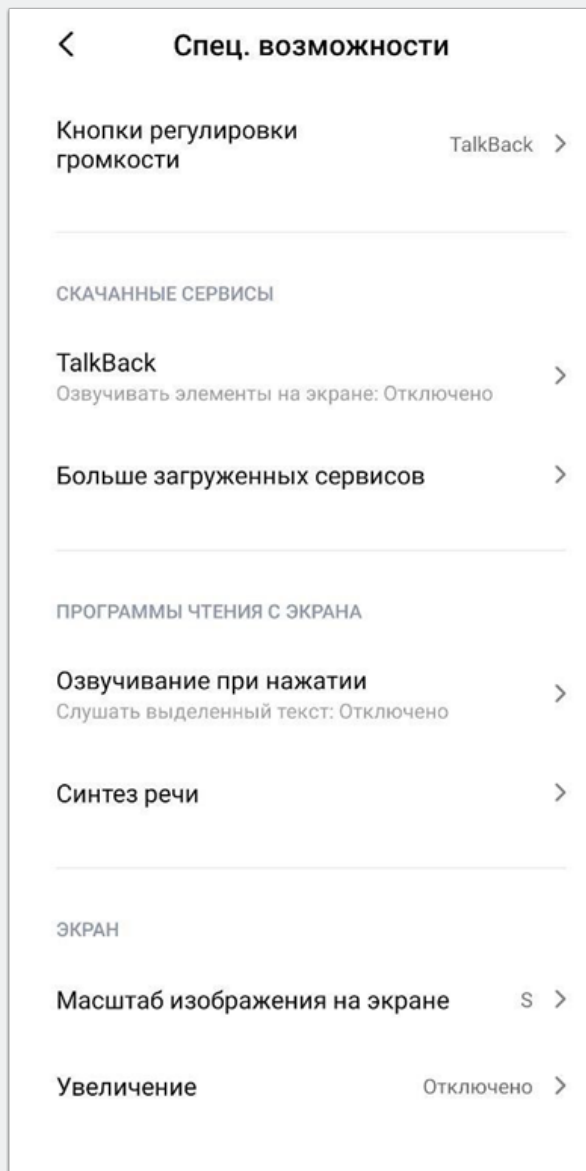 Спец. возможности
Кнопки регулировки
громкости
TalkBack
СКАЧАННЫЕ СЕРВИСЫ
TalkBack
Озвучивать элементы на экране: Отключено
Больше загруженных сервисов
ПРОГРАММЫ ЧТЕНИЯ С ЭКРАНА
Озвучивание при нажатии
Слушать выделенный текст: Отключено
Синтез речи
ЭКРАН
Масштаб изображения на экране S
Увеличение Отключено